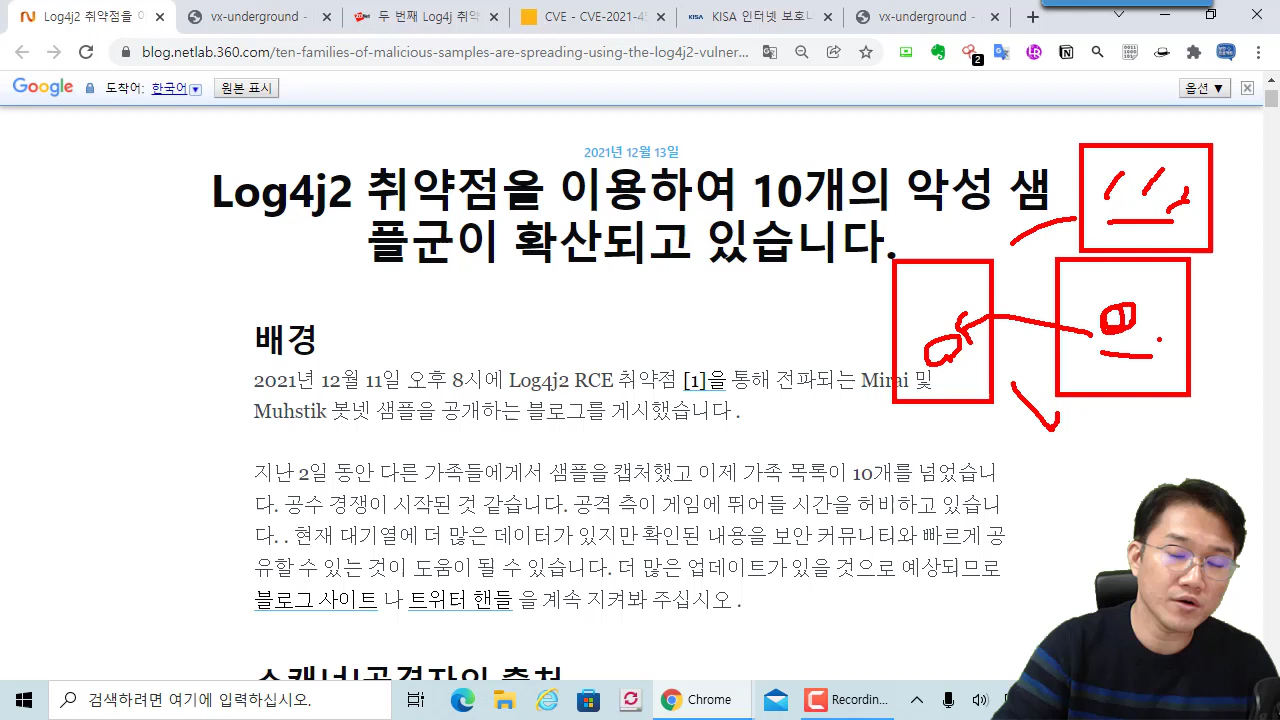 Log4j2 취약점을 이
vx-underground -
두 번째 Log4j 취약
CVE - CVE-2021-4
KISA 인터넷 보호나
vx-underground -
blog.netlab.360.com/ten-families-of-malicious-samples-are-spreading-using-the-log4j2-vulner...
2
Google 도착어: 한국어 원본 표시 옵션 ▼
2021년 12월 13일
Log4j2 취약점을 이용하여 10개의 악성 샘
플군이 확산되고 있습니다.
배경
2021년 12월 11일 오후 8시에 Log4j2 RCE 취약점 [1]을 통해 전파되는 Mirai 및
Muhstik 봇넷 샘플을 공개하는 블로그를 게시했습니다 .
지난 2일 동안 다른 가족들에게서 샘플을 캡처했고 이제 가족 목록이 10개를 넘었습니
다. 공수 경쟁이 시작된 것 같습니다. 공격 측이 게임에 뛰어들 시간을 허비하고 있습니
다. . 현재 대기열에 더 많은 데이터가 있지만 확인된 내용을 보안 커뮤니티와 빠르게 공
유할 수 있는 것이 도움이 될 수 있습니다. 더 많은 업데이트가 있을 것으로 예상되므로
블로그 사이트 나 트위터 핸들 을 계속 지켜봐 주십시오 .
스캐너!공격자의 출처
검색하려면 여기에 입력하십시오.
Chrome
Recordin...